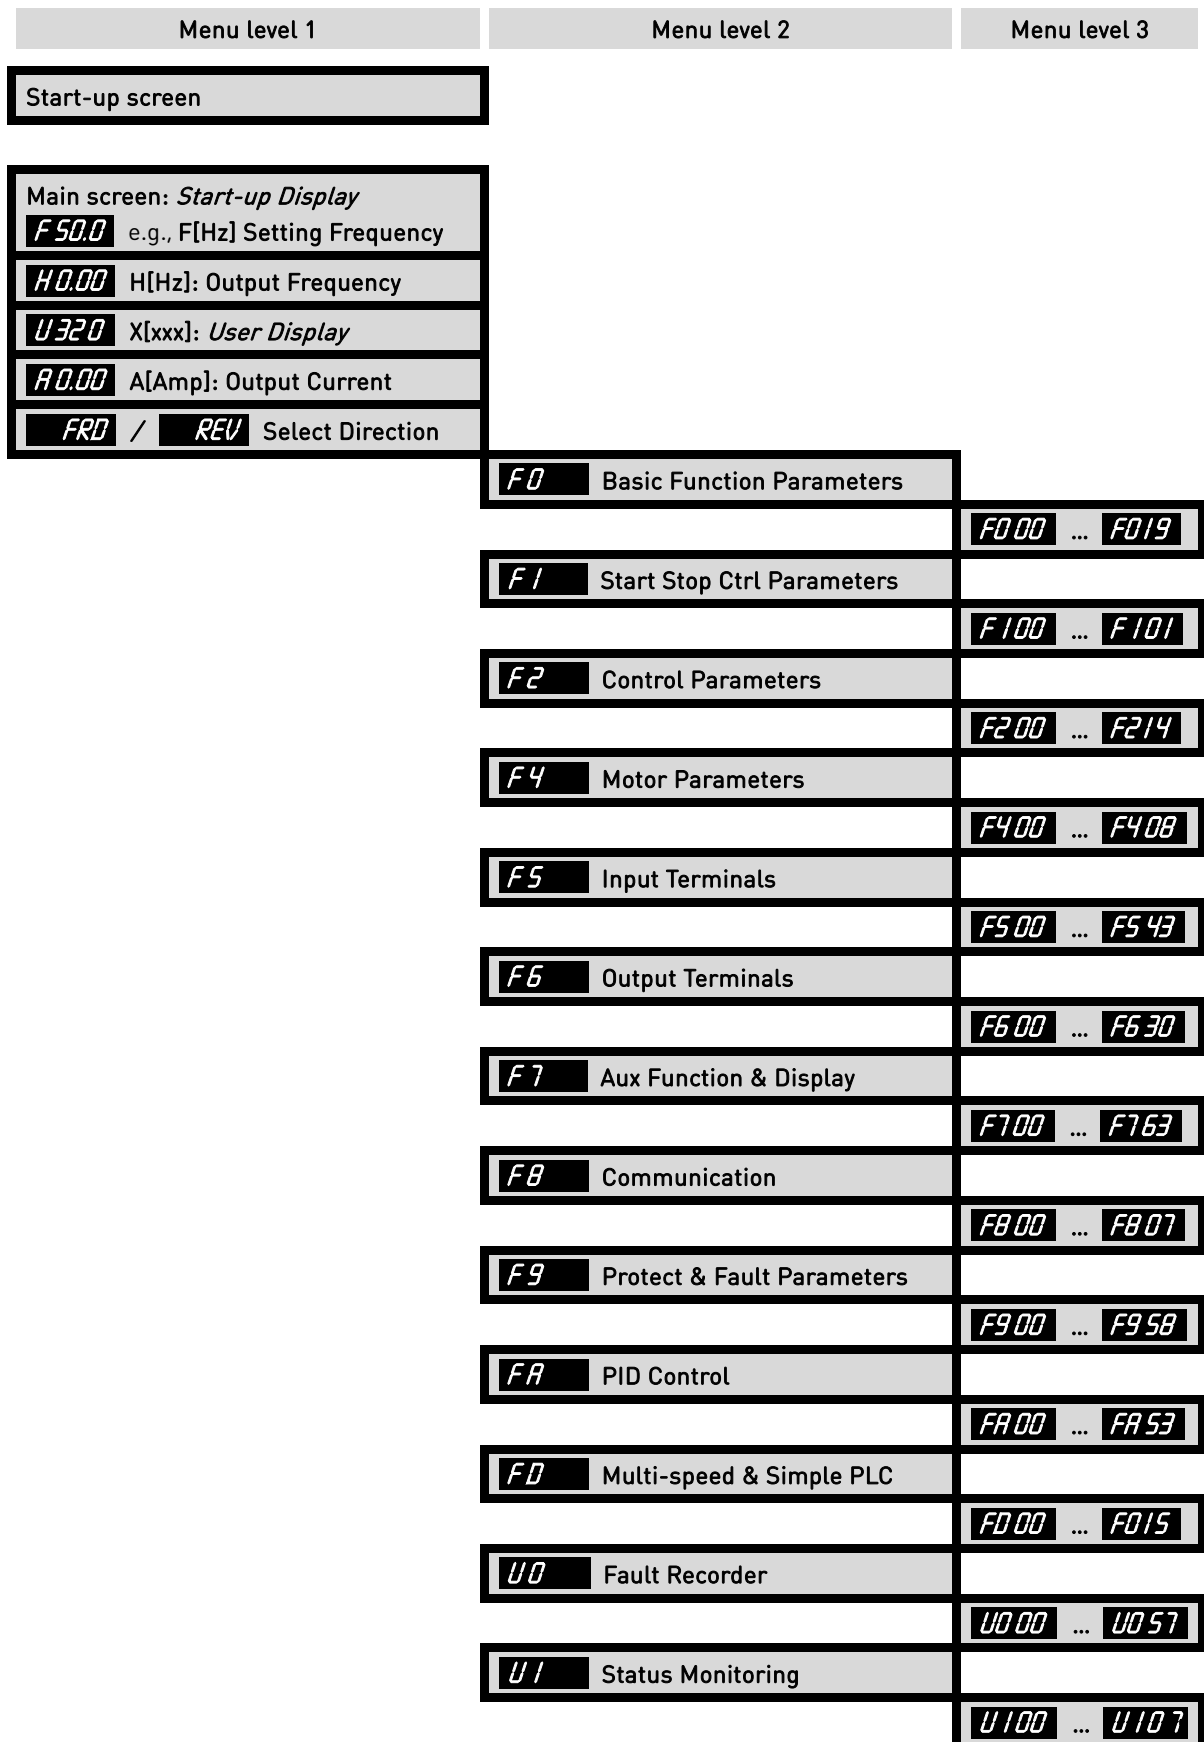 Menu level 1 Menu level 2 Menu level 3
Start-up screen
Main screen: Start-up Display
F 50.0 e.g., F[Hz] Setting Frequency
H 0.00 H[Hz]: Output Frequency
U 320 X[xxx]: User Display
A 0.00 A[Amp]: Output Current
FRD / REV Select Direction
F 0 Basic Function Parameters
F0 00 ... F0 19
F 1 Start Stop Ctrl Parameters
F 1 00 ... F 1 01
F 2 Control Parameters
F2 00 ... F2 14
F 4 Motor Parameters
F4 00 ... F4 08
F 5 Input Terminals
F5 00 ... F5 43
F 6 Output Terminals
F6 00 ... F6 30
F 7 Aux Function & Display
F7 00 ... F7 63
F 8 Communication
F8 00 ... F8 07
F 9 Protect & Fault Parameters
F9 00 ... F9 58
F A PID Control
FA 00 ... FA 53
F D Multi-speed & Simple PLC
FD 00 ... FD 15
U 0 Fault Recorder
U0 00 ... U0 57
U 1 Status Monitoring
U 1 00 ... U 1 07